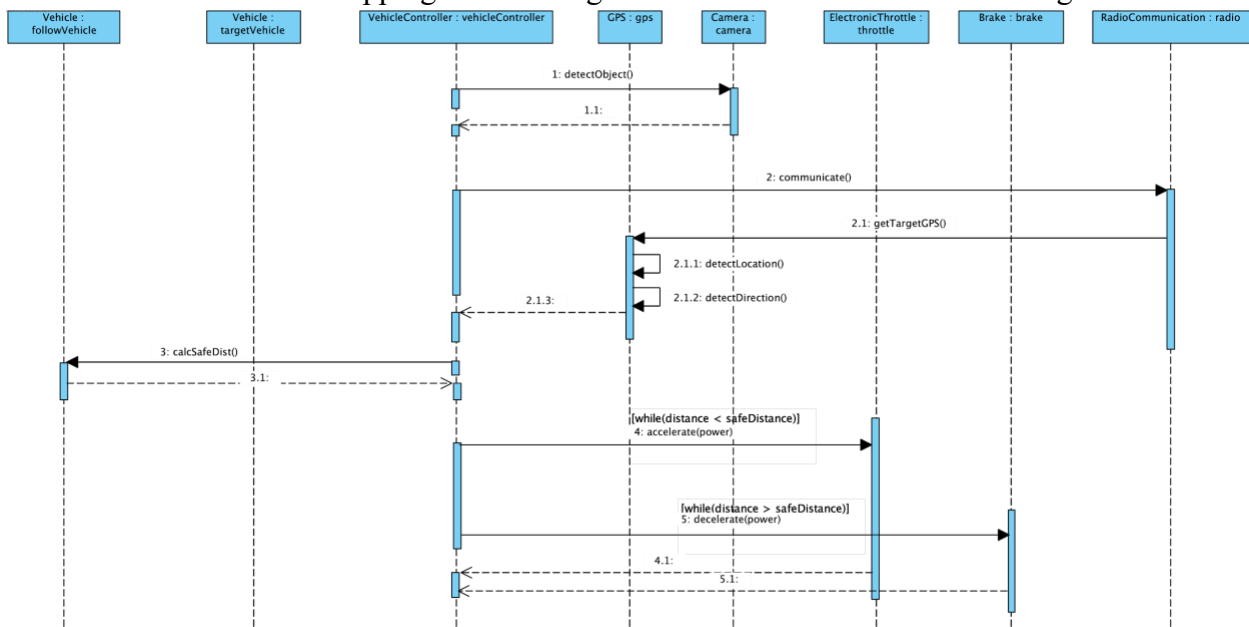 Vehicle :
followVehicle
Vehicle :
targetVehicle
VehicleController : vehicleController
GPS : gps
Camera :
camera
ElectronicThrottle :
throttle
Brake : brake
RadioCommunication : radio
1: detectObject()
1.1:
2: communicate()
2.1: getTargetGPS()
2.1.1: detectLocation()
2.1.2: detectDirection()
2.1.3:
3: calcSafeDist()
3.1:
[while(distance < safeDistance)]
4: accelerate(power)
[while(distance > safeDistance)]
5: decelerate(power)
4.1:
5.1: